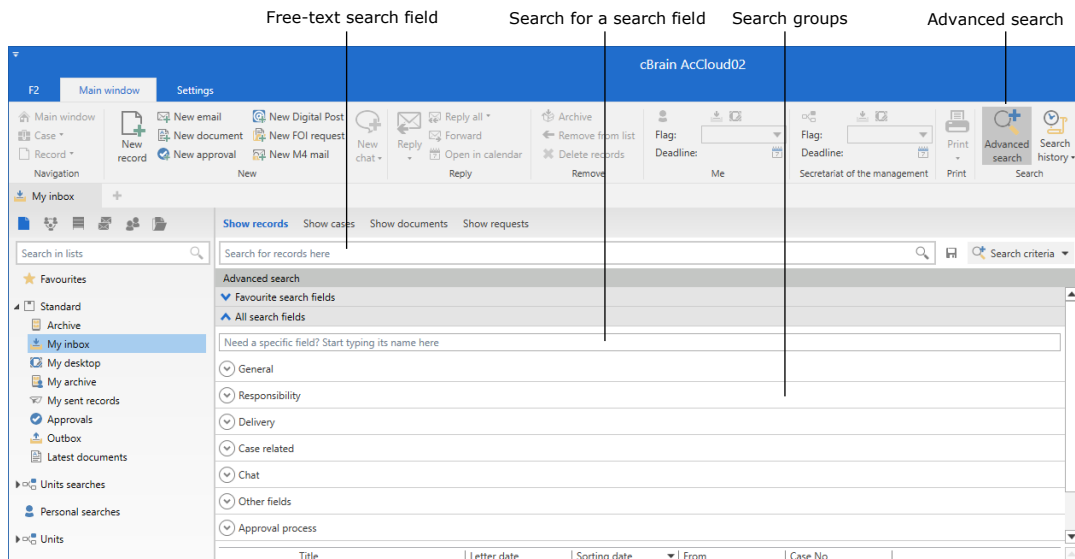 Free-text search field Search for a search field Search groups Advanced search
cBrain AcCloud02
F2 Main window Settings
Main window New email New Digital Post Reply all Archive
Case New document New FOI request Forward Remove from list Flag: Flag:
Record New record New approval New M4 mail New chat Reply Open in calendar Delete records Deadline: Deadline: Print Advanced search Search history
Navigation New Reply Remove Me Secretariat of the management Print Search
My inbox +
Show records Show cases Show documents Show requests
Search in lists Search for records here Search criteria
Favourites Advanced search
Favourite search fields
Standard All search fields
Archive
My inbox Need a specific field? Start typing its name here
My desktop General
My archive
My sent records Responsibility
Approvals Delivery
Outbox
Latest documents Case related
Units searches Chat
Personal searches Other fields
Units Approval process
Title Letter date Sorting date From Case No